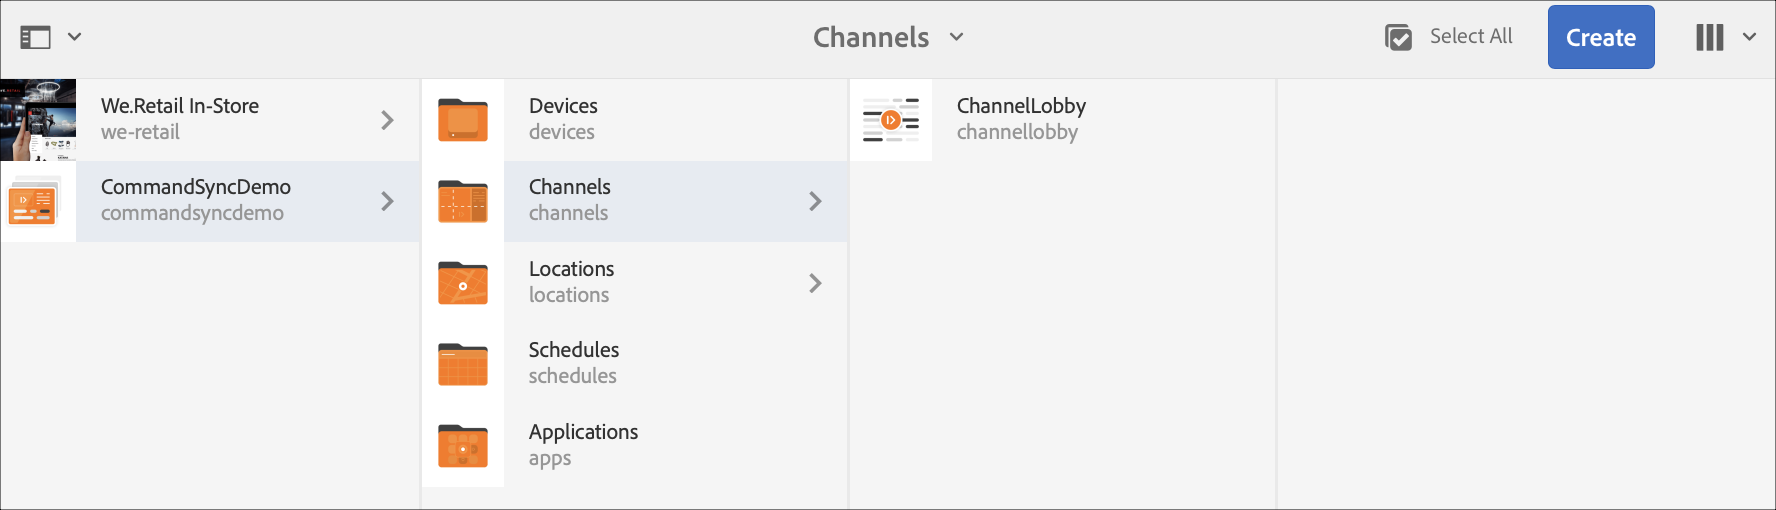 Channels
Select All
Create
We.Retail In-Store
we-retail
CommandSyncDemo
commandsyncdemo
Devices
devices
Channels
channels
Locations
locations
Schedules
schedules
Applications
apps
ChannelLobby
channellobby